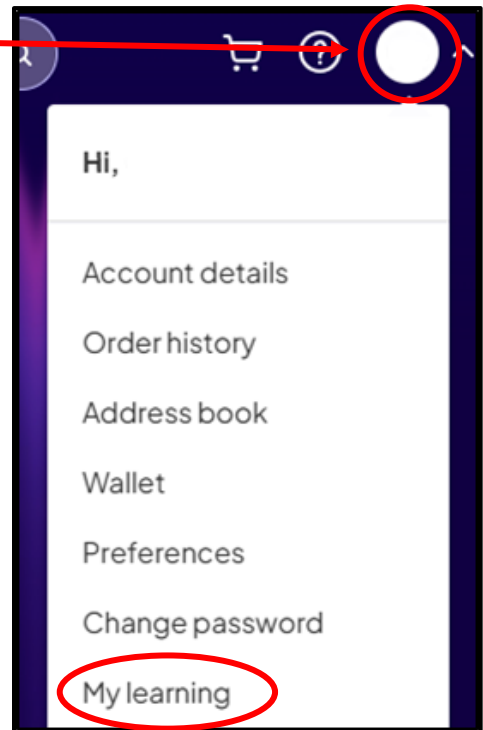 Hi,
Account details
Order history
Address book
Wallet
Preferences
Change password
My learning